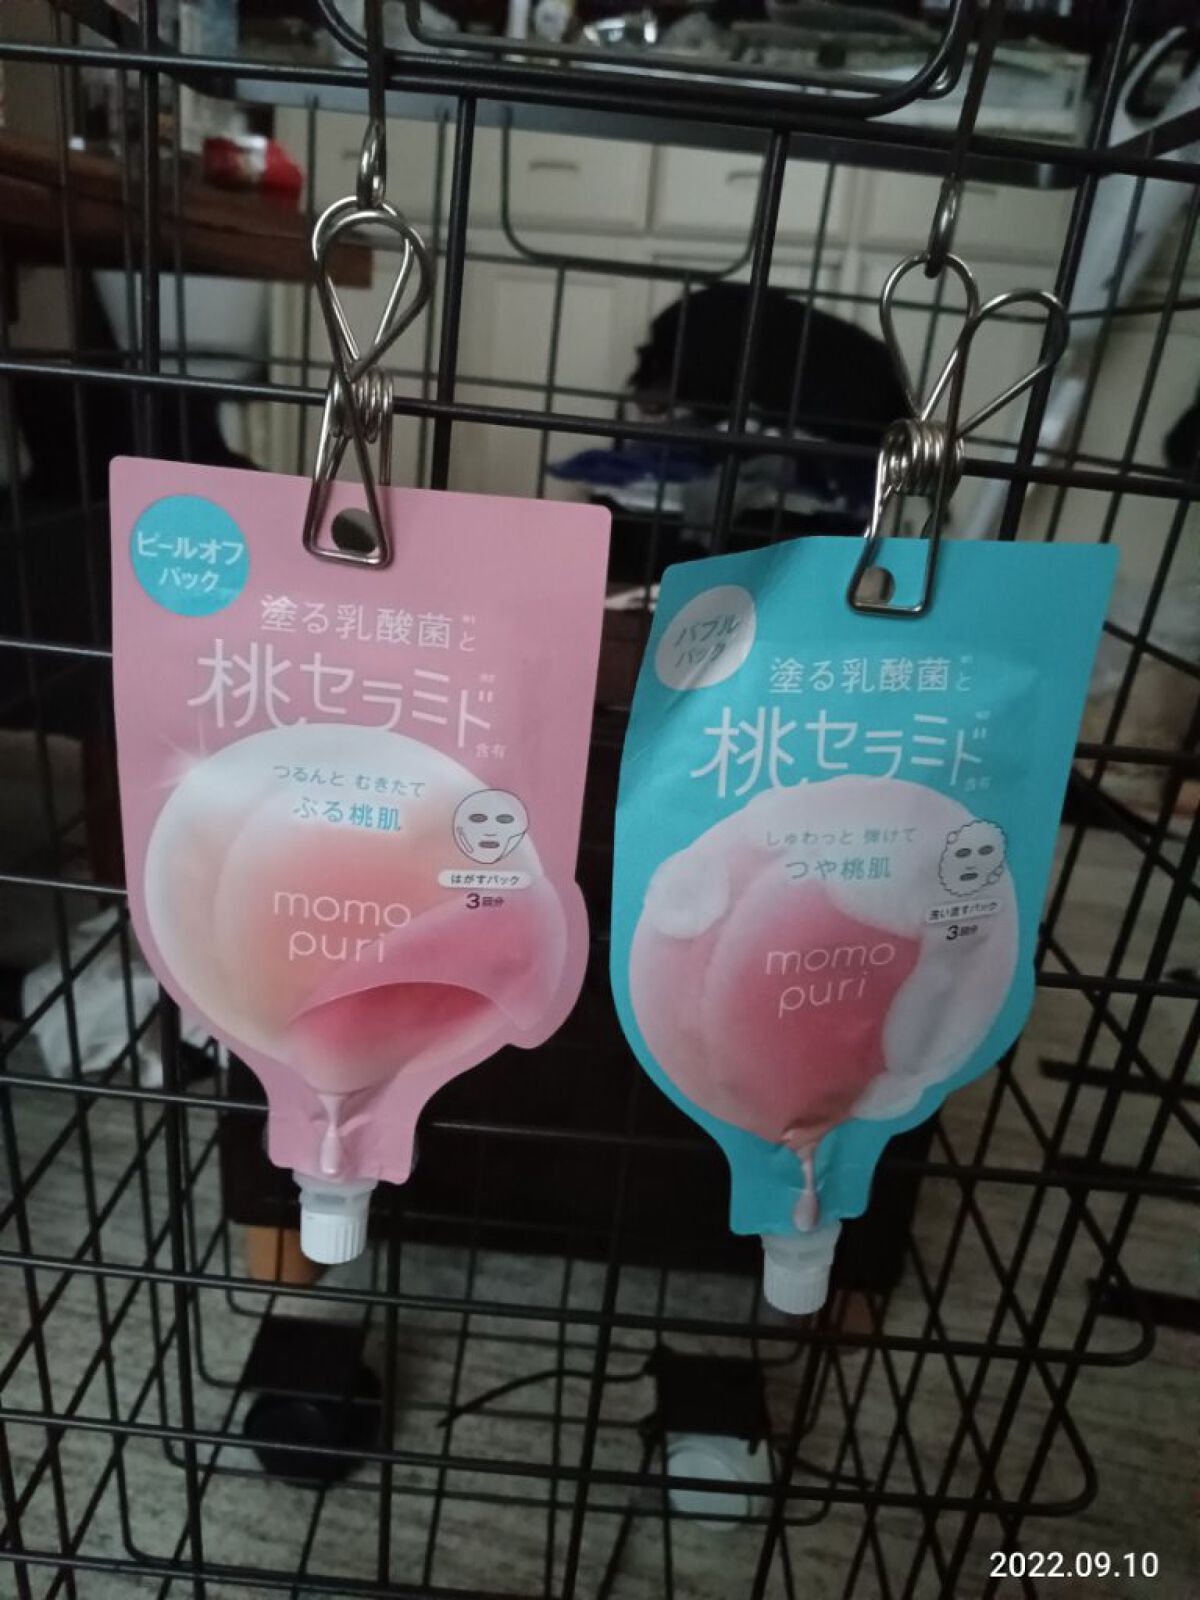 ピールオフ
パック
塗る乳酸菌と
桃セラミド
含有
つるんと むきたて
ぷる桃肌
はがすパック
3回分
momo
puri
バブル
パック
塗る乳酸菌と
桃セラミド
含有
しゅわっと 弾けて
つや桃肌
洗い流すパック
3回分
momo
puri
2022.09.10